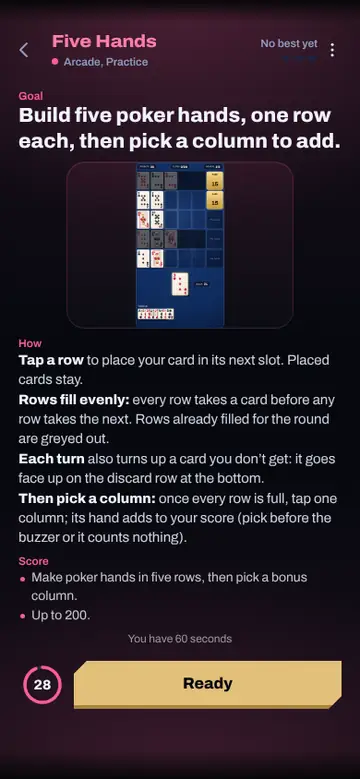 Five Hands
Arcade, Practice
No best yet
Goal
Build five poker hands, one row
each, then pick a column to add.
15
15
How
Tap a row to place your card in its next slot. Placed
cards stay.
Rows fill evenly: every row takes a card before any
row takes the next. Rows already filled for the round
are greyed out.
Each turn also turns up a card you don’t get: it goes
face up on the discard row at the bottom.
Then pick a column: once every row is full, tap one
column; its hand adds to your score (pick before the
buzzer or it counts nothing).
Score
Make poker hands in five rows, then pick a bonus
column.
Up to 200.
You have 60 seconds
28
Ready